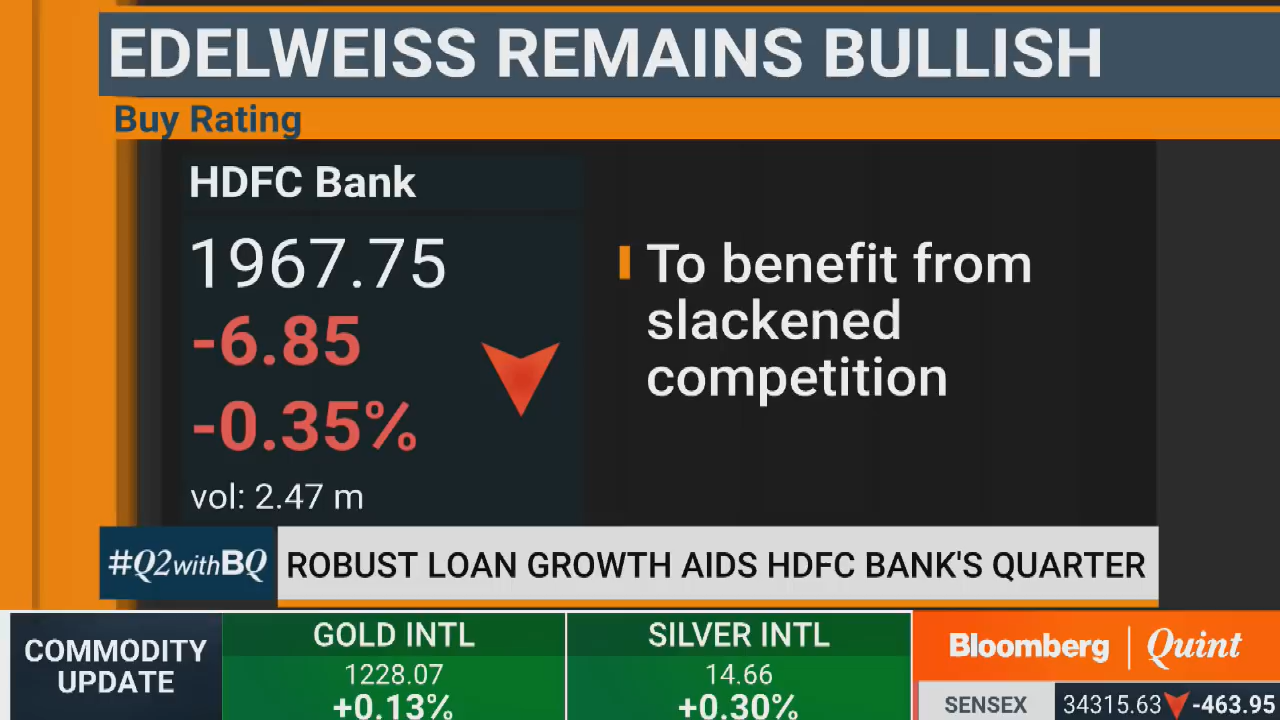 EDELWEISS REMAINS BULLISH
Buy Rating
HDFC Bank
1967.75
-6.85
-0.35%
vol: 2.47 m
To benefit from
slackened
competition
#Q2withBQ
ROBUST LOAN GROWTH AIDS HDFC BANK'S QUARTER
COMMODITY
UPDATE
GOLD INTL
1228.07
+0.13%
SILVER INTL
14.66
+0.30%
Bloomberg | Quint
SENSEX 34315.63 -463.95